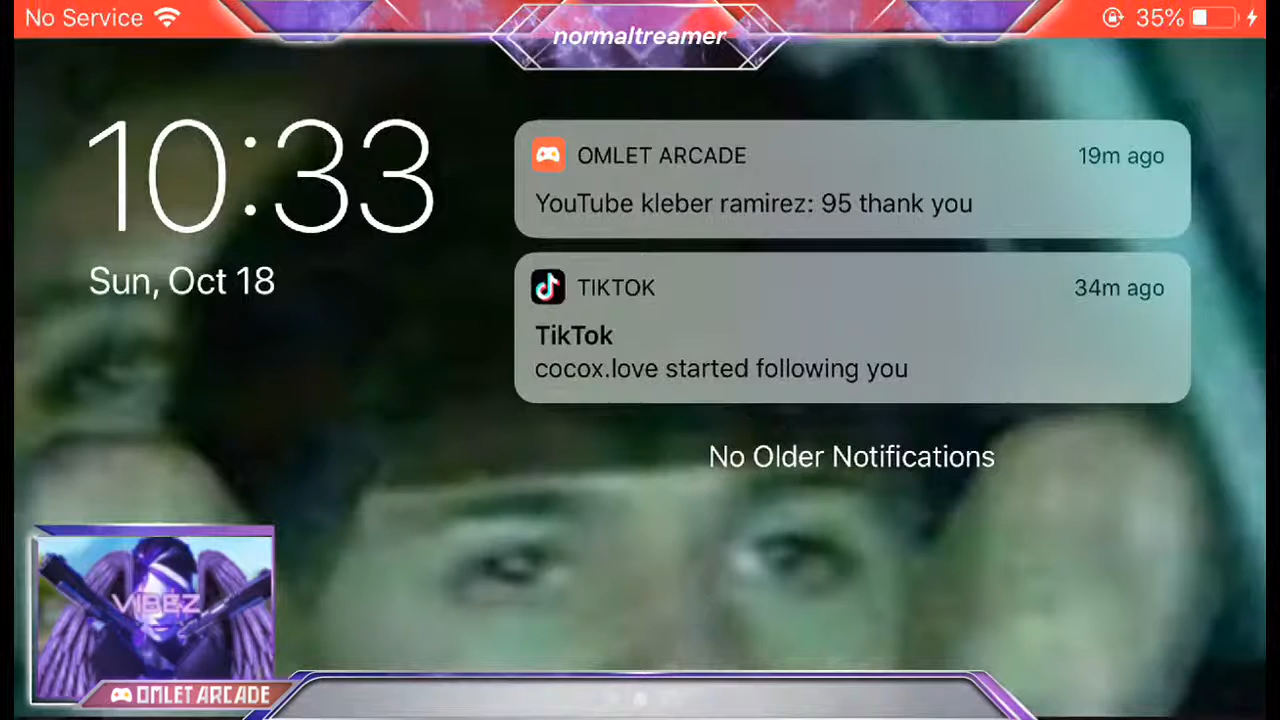 No Service
normaltreamer
35%
10:33
Sun, Oct 18
OMLET ARCADE
19m ago
YouTube kleber ramirez: 95 thank you
TIKTOK
34m ago
TikTok
cocox.love started following you
No Older Notifications
VIBEZ
OMLET ARCADE